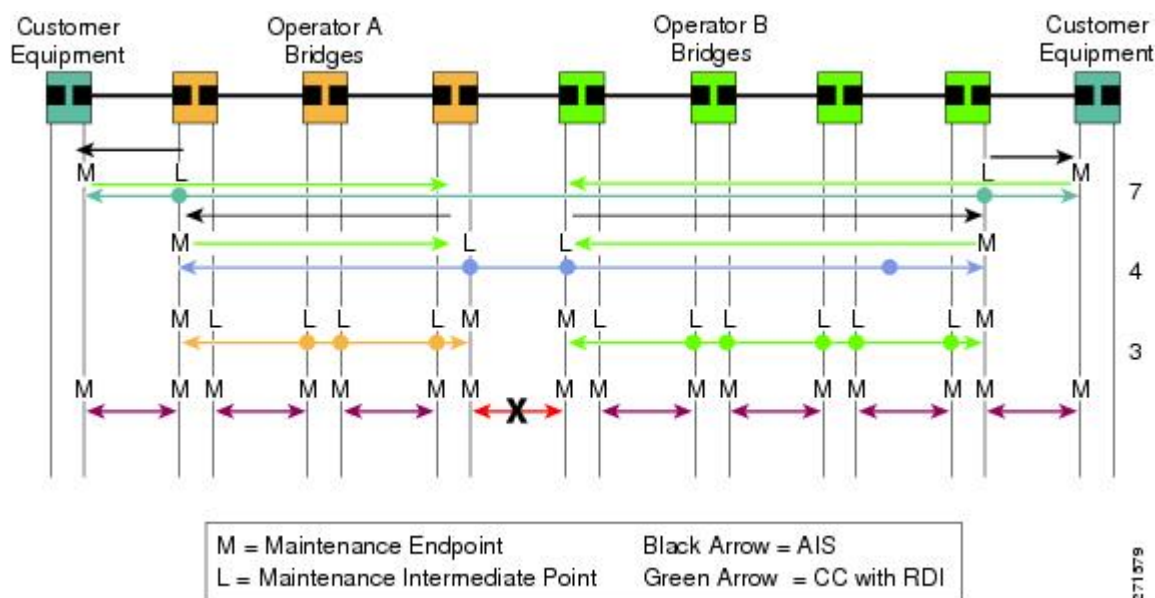 Customer
Equipment
Operator A
Bridges
Operator B
Bridges
Customer
Equipment
M L L M 7
M L L M 4
M L L L L M M L L L L L L M 3
M M M M M M M M M M M M M M M M
X
M = Maintenance Endpoint
Black Arrow = AIS
L = Maintenance Intermediate Point
Green Arrow = CC with RDI
271579